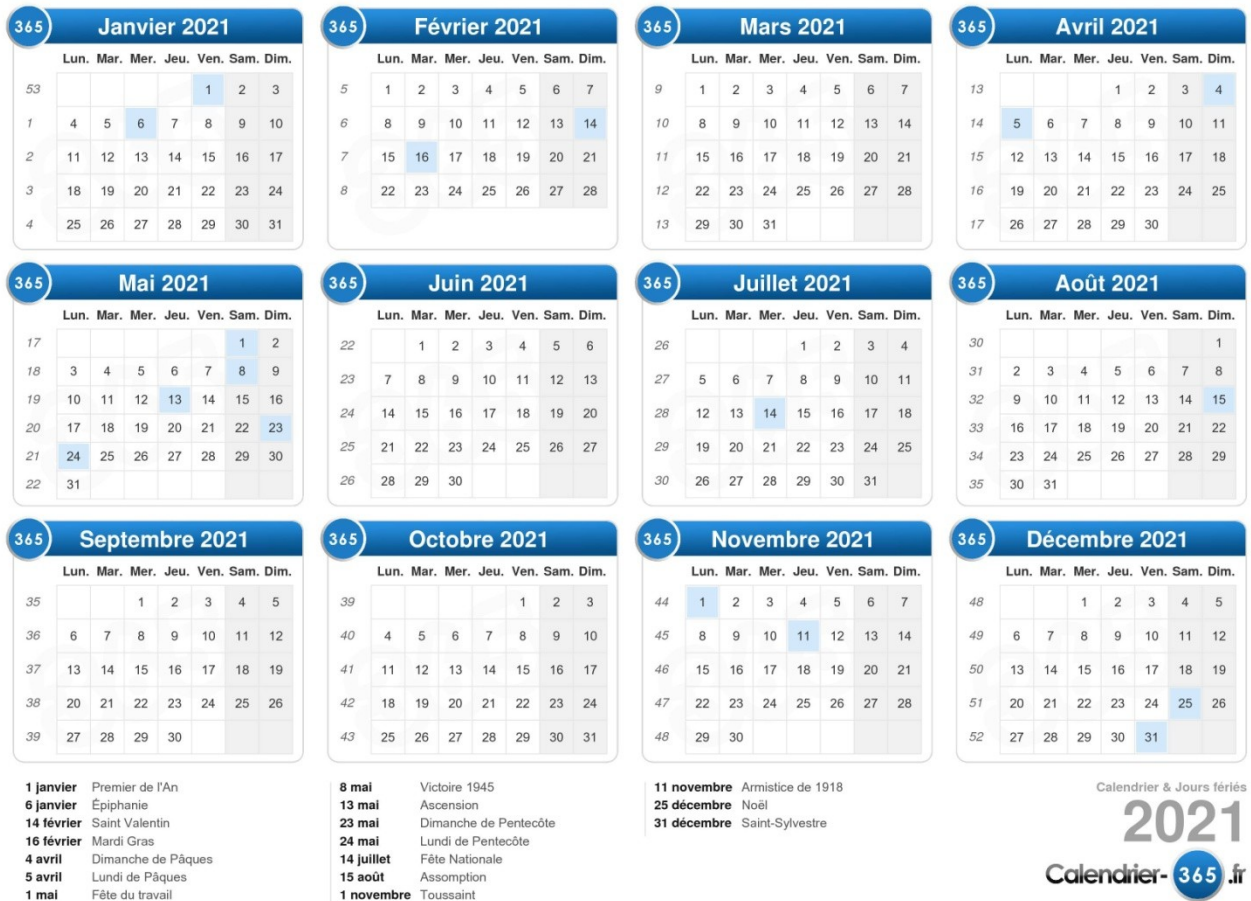 365 Janvier 2021
Lun. Mar. Mer. Jeu. Ven. Sam. Dim.
53 1 2 3
1 4 5 6 7 8 9 10
2 11 12 13 14 15 16 17
3 18 19 20 21 22 23 24
4 25 26 27 28 29 30 31
365 Février 2021
Lun. Mar. Mer. Jeu. Ven. Sam. Dim.
5 1 2 3 4 5 6 7
6 8 9 10 11 12 13 14
7 15 16 17 18 19 20 21
8 22 23 24 25 26 27 28
365 Mars 2021
Lun. Mar. Mer. Jeu. Ven. Sam. Dim.
9 1 2 3 4 5 6 7
10 8 9 10 11 12 13 14
11 15 16 17 18 19 20 21
12 22 23 24 25 26 27 28
13 29 30 31
365 Avril 2021
Lun. Mar. Mer. Jeu. Ven. Sam. Dim.
13 1 2 3 4
14 5 6 7 8 9 10 11
15 12 13 14 15 16 17 18
16 19 20 21 22 23 24 25
17 26 27 28 29 30
365 Mai 2021
Lun. Mar. Mer. Jeu. Ven. Sam. Dim.
17 1 2
18 3 4 5 6 7 8 9
19 10 11 12 13 14 15 16
20 17 18 19 20 21 22 23
21 24 25 26 27 28 29 30
22 31
365 Juin 2021
Lun. Mar. Mer. Jeu. Ven. Sam. Dim.
22 1 2 3 4 5 6
23 7 8 9 10 11 12 13
24 14 15 16 17 18 19 20
25 21 22 23 24 25 26 27
26 28 29 30
365 Juillet 2021
Lun. Mar. Mer. Jeu. Ven. Sam. Dim.
26 1 2 3 4
27 5 6 7 8 9 10 11
28 12 13 14 15 16 17 18
29 19 20 21 22 23 24 25
30 26 27 28 29 30 31
365 Août 2021
Lun. Mar. Mer. Jeu. Ven. Sam. Dim.
30 1
31 2 3 4 5 6 7 8
32 9 10 11 12 13 14 15
33 16 17 18 19 20 21 22
34 23 24 25 26 27 28 29
35 30 31
365 Septembre 2021
Lun. Mar. Mer. Jeu. Ven. Sam. Dim.
35 1 2 3 4 5
36 6 7 8 9 10 11 12
37 13 14 15 16 17 18 19
38 20 21 22 23 24 25 26
39 27 28 29 30
365 Octobre 2021
Lun. Mar. Mer. Jeu. Ven. Sam. Dim.
39 1 2 3
40 4 5 6 7 8 9 10
41 11 12 13 14 15 16 17
42 18 19 20 21 22 23 24
43 25 26 27 28 29 30 31
365 Novembre 2021
Lun. Mar. Mer. Jeu. Ven. Sam. Dim.
44 1 2 3 4 5 6 7
45 8 9 10 11 12 13 14
46 15 16 17 18 19 20 21
47 22 23 24 25 26 27 28
48 29 30
365 Décembre 2021
Lun. Mar. Mer. Jeu. Ven. Sam. Dim.
48 1 2 3 4 5
49 6 7 8 9 10 11 12
50 13 14 15 16 17 18 19
51 20 21 22 23 24 25 26
52 27 28 29 30 31
1 janvier Premier de l'An
6 janvier Épiphanie
14 février Saint Valentin
16 février Mardi Gras
4 avril Dimanche de Pâques
5 avril Lundi de Pâques
1 mai Fête du travail
8 mai Victoire 1945
13 mai Ascension
23 mai Dimanche de Pentecôte
24 mai Lundi de Pentecôte
14 juillet Fête Nationale
15 août Assomption
1 novembre Toussaint
11 novembre Armistice de 1918
25 décembre Noël
31 décembre Saint-Sylvestre
Calendrier & Jours fériés
2021
Calendrier-365.fr